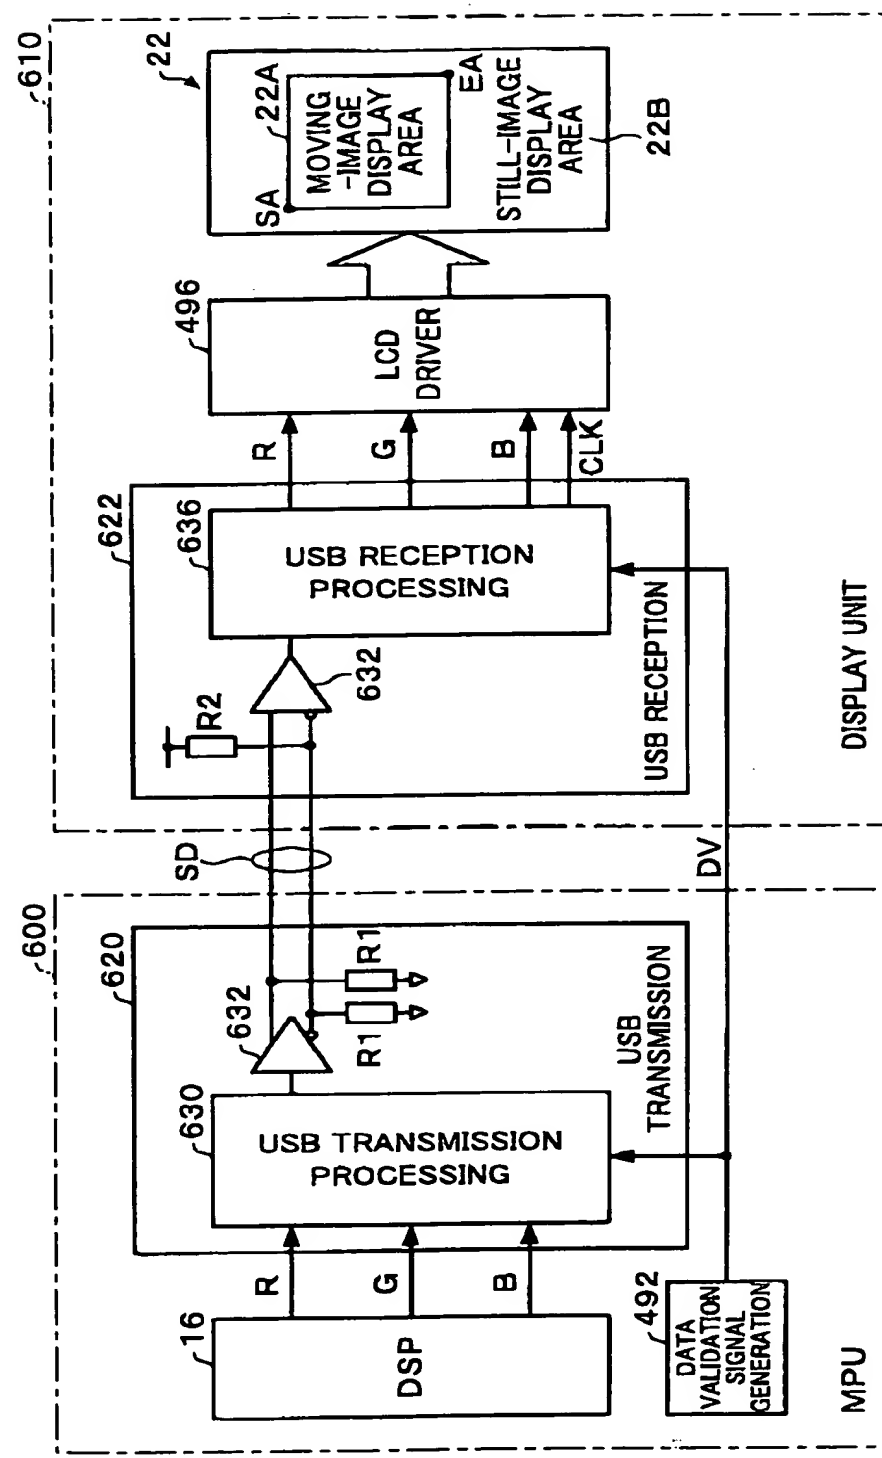 600
16
DSP
R
G
B
620
630
USB TRANSMISSION
PROCESSING
632
R1
R1
USB
TRANSMISSION
492
DATA
VALIDATION
SIGNAL
GENERATION
MPU
SD
DV
610
622
R2
632
636
USB RECEPTION
PROCESSING
USB RECEPTION
R
G
B
CLK
496
LCD
DRIVER
22
SA
22A
MOVING
-IMAGE
DISPLAY
AREA
EA
STILL-IMAGE
DISPLAY
AREA
22B
DISPLAY UNIT